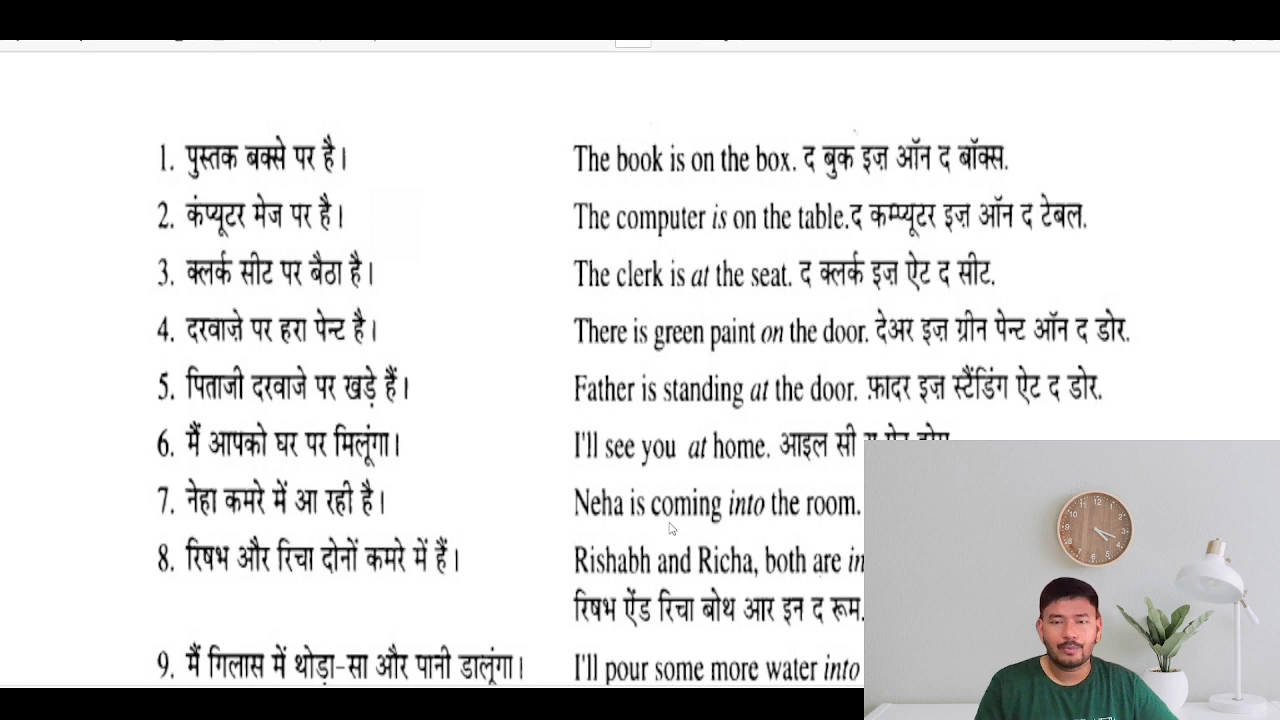 1. पुस्तक बक्से पर है। The book is on the box. द बुक इज़ ऑन द बॉक्स.
2. कंप्यूटर मेज पर है। The computer is on the table.द कम्प्यूटर इज़ ऑन द टेबल.
3. क्लर्क सीट पर बैठा है। The clerk is at the seat. द क्लर्क इज़ ऐट द सीट.
4. दरवाज़े पर हरा पेन्ट है। There is green paint on the door. देअर इज़ ग्रीन पेन्ट ऑन द डोर.
5. पिताजी दरवाजे पर खड़े हैं। Father is standing at the door. फ़ादर इज़ स्टैंडिंग ऐट द डोर.
6. मैं आपको घर पर मिलूंगा। I'll see you at home. आइल सी
7. नेहा कमरे में आ रही है। Neha is coming into the room.
8. रिषभ और रिचा दोनों कमरे में हैं। Rishabh and Richa, both are in
रिषभ ऐंड रिचा बोथ आर इन द रूम.
9. मैं गिलास में थोड़ा-सा और पानी डालूंगा। I'll pour some more water into